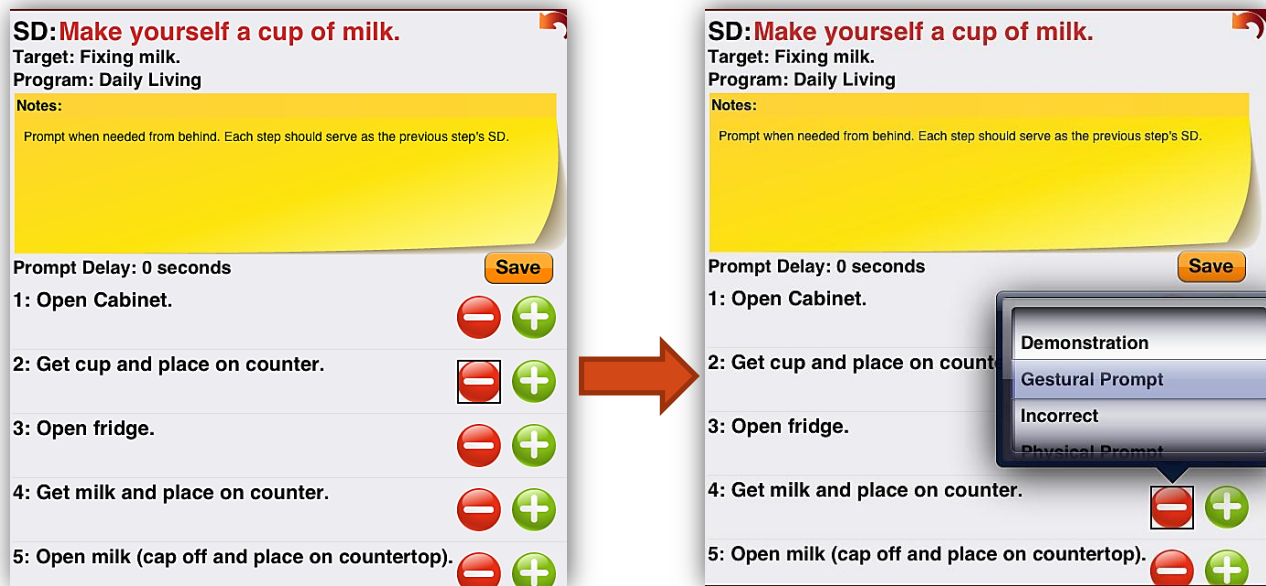 SD:Make yourself a cup of milk.
Target: Fixing milk.
Program: Daily Living
Notes:
Prompt when needed from behind. Each step should serve as the previous step's SD.
Prompt Delay: 0 seconds
Save
1: Open Cabinet.
2: Get cup and place on counter.
3: Open fridge.
4: Get milk and place on counter.
5: Open milk (cap off and place on countertop).
SD:Make yourself a cup of milk.
Target: Fixing milk.
Program: Daily Living
Notes:
Prompt when needed from behind. Each step should serve as the previous step's SD.
Prompt Delay: 0 seconds
Save
1: Open Cabinet.
2: Get cup and place on counte
3: Open fridge.
Demonstration
Gestural Prompt
Incorrect
Physical Prompt
4: Get milk and place on counter.
5: Open milk (cap off and place on countertop).